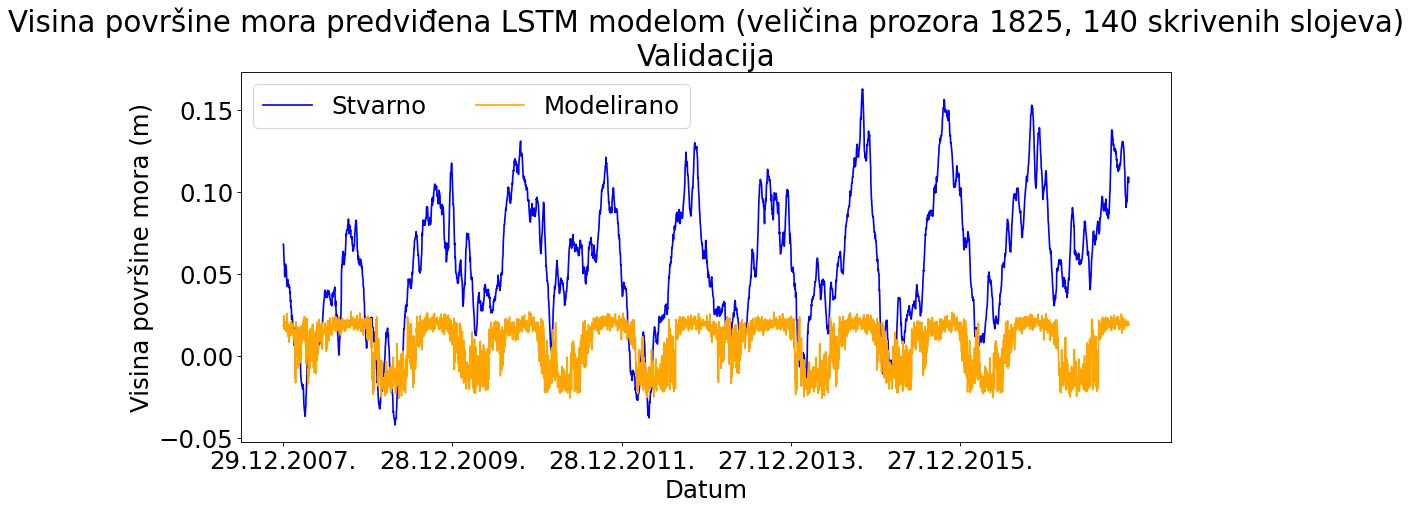 Visina površine mora predviđena LSTM modelom (veličina prozora 1825, 140 skrivenih slojeva)
Validacija
Stvarno Modelirano
Visina površine mora (m)
0.15
0.10
0.05
0.00
−0.05
29.12.2007. 28.12.2009. 28.12.2011. 27.12.2013. 27.12.2015.
Datum